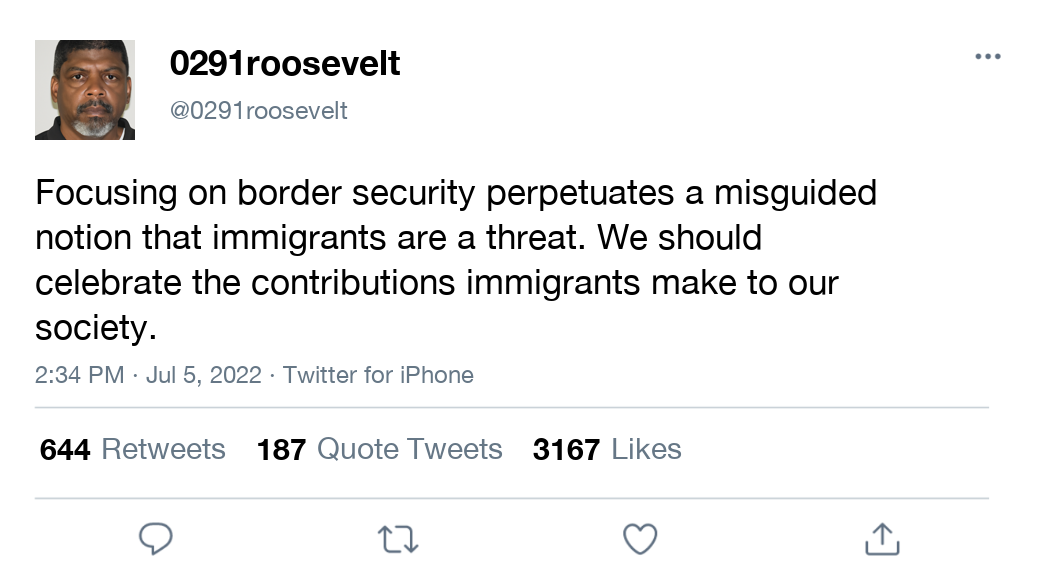 0291roosevelt
@0291roosevelt
Focusing on border security perpetuates a misguided
notion that immigrants are a threat. We should
celebrate the contributions immigrants make to our
society.
2:34 PM · Jul 5, 2022 · Twitter for iPhone
644 Retweets 187 Quote Tweets 3167 Likes